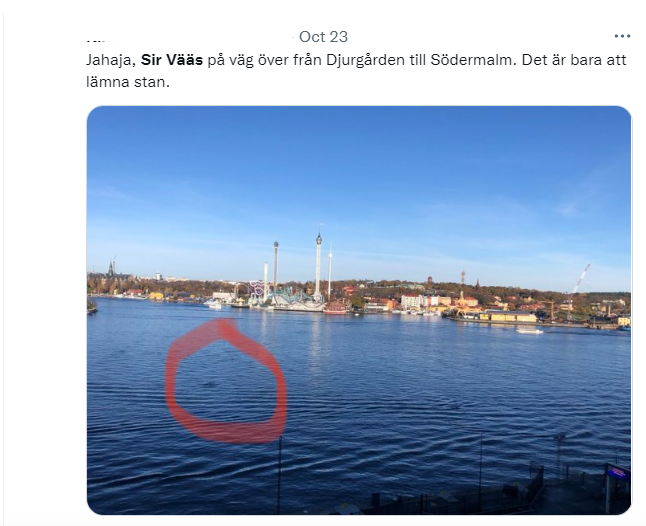 Oct 23
Jahaja, Sir Vääs på väg över från Djurgården till Södermalm. Det är bara att
lämna stan.